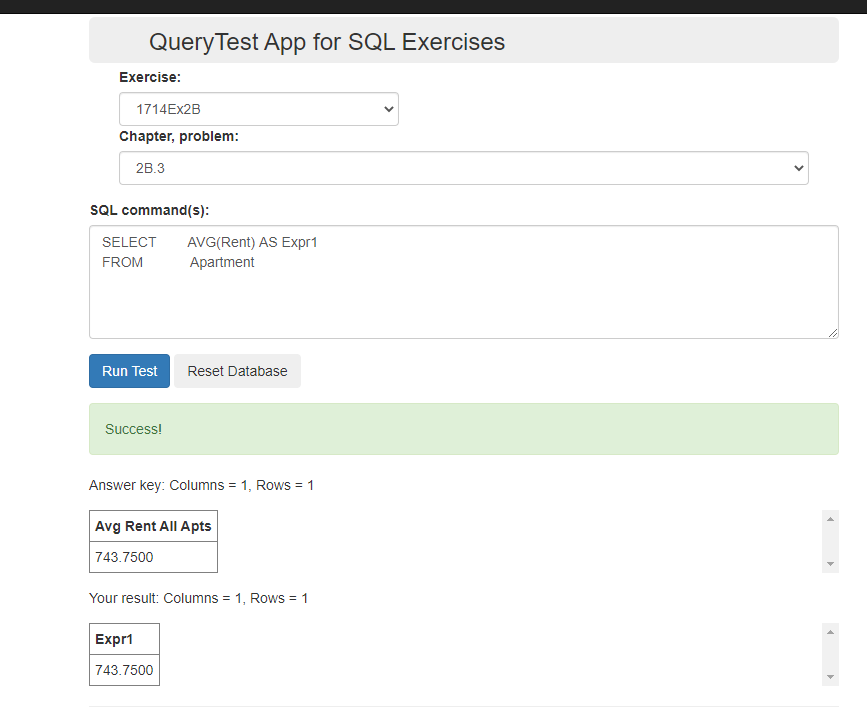 QueryTest App for SQL Exercises
Exercise:
1714Ex2B
Chapter, problem:
2B.3
SQL command(s):
SELECT AVG(Rent) AS Expr1
FROM Apartment
Run Test Reset Database
Success!
Answer key: Columns = 1, Rows = 1
Avg Rent All Apts
743.7500
Your result: Columns = 1, Rows = 1
Expr1
743.7500